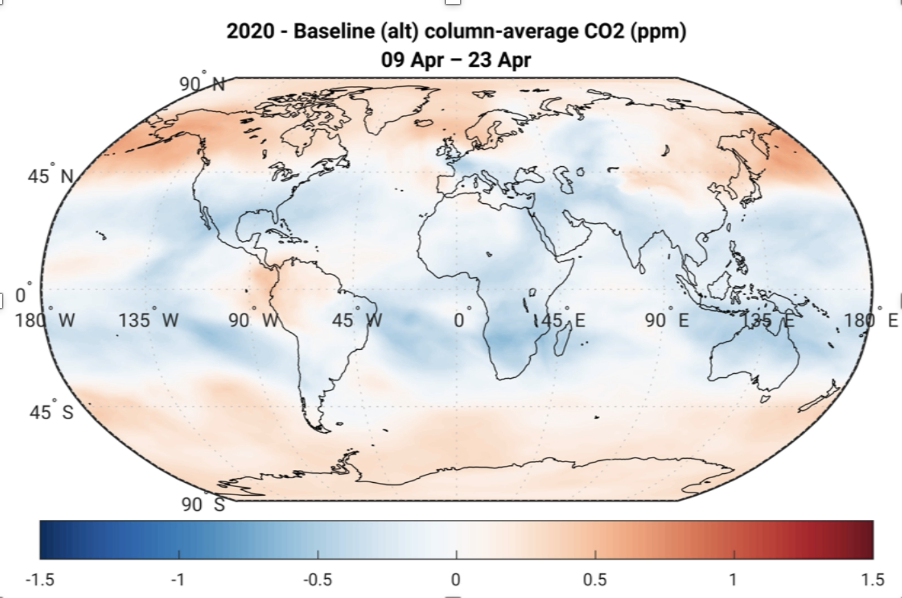 2020 - Baseline (alt) column-average CO2 (ppm)
09 Apr – 23 Apr
90° N
45° N
0°
180° W 135° W 90° W 45° W 0° 45° E 90° E 135° E 180° E
45° S
90° S
-1.5 -1 -0.5 0 0.5 1 1.5